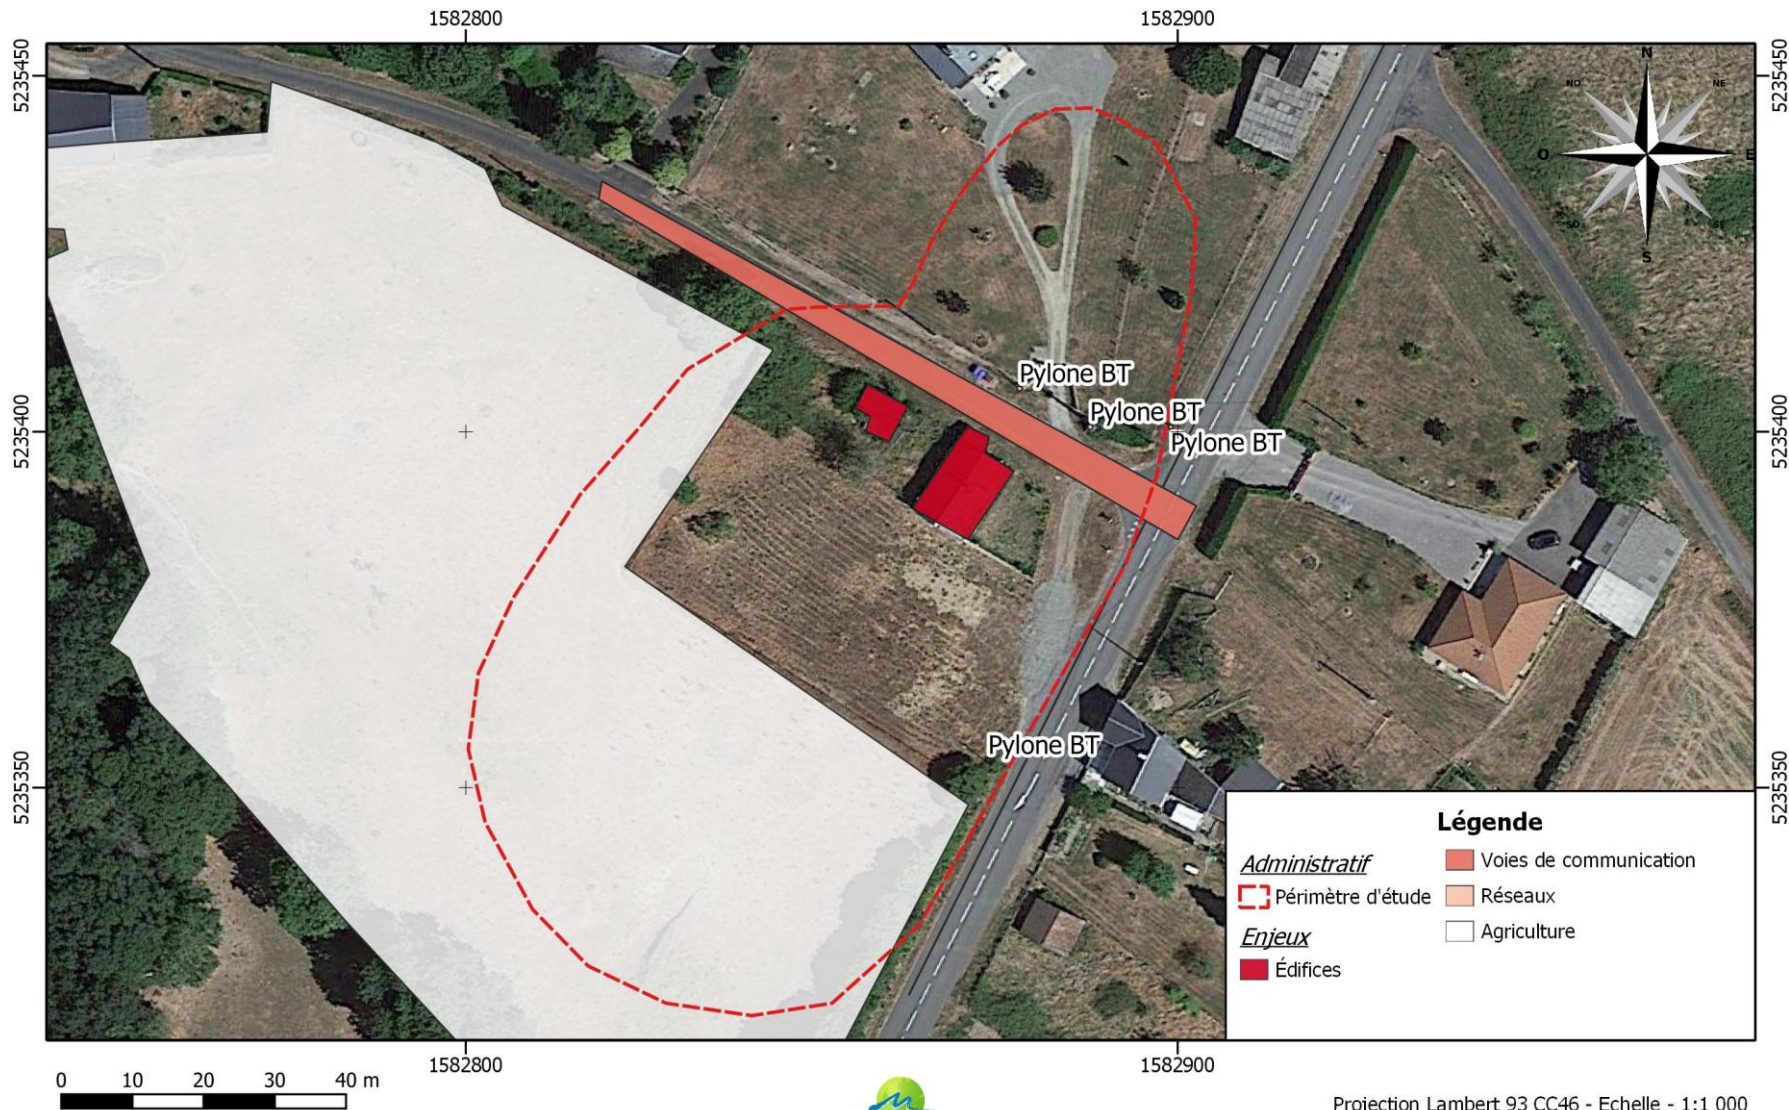 1582800
1582900
5235450
5235450
N
NO
NE
O
E
SO
SE
S
Pylone BT
5235400
Pylone BT
5235400
Pylone BT
Pylone BT
5235350
5235350
Légende
Administratif
Périmètre d'étude
Enjeux
Édifices
Voies de communication
Réseaux
Agriculture
1582800
1582900
0 10 20 30 40 m
Projection Lambert 93 CC46 - Echelle - 1:1 000